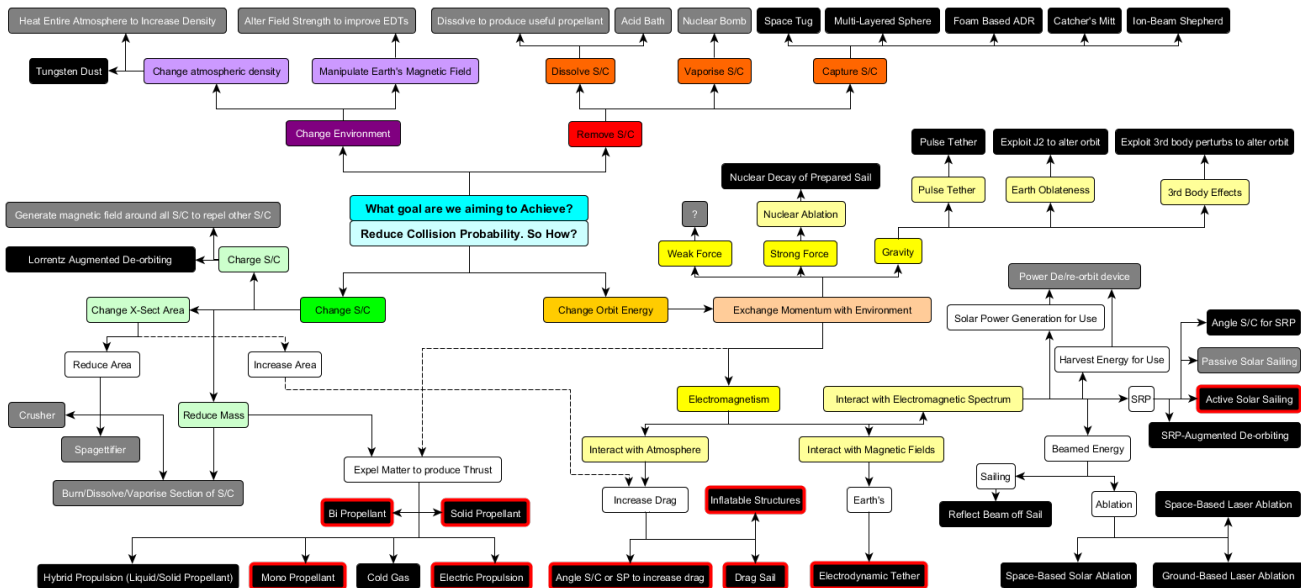 Heat Entire Atmosphere to Increase Density
Alter Field Strength to improve EDTs
Dissolve to produce useful propellant
Acid Bath
Nuclear Bomb
Space Tug
Multi-Layered Sphere
Foam Based ADR
Catcher's Mitt
Ion-Beam Shepherd
Tungsten Dust
Change atmospheric density
Manipulate Earth's Magnetic Field
Dissolve S/C
Vaporise S/C
Capture S/C
Change Environment
Remove S/C
Pulse Tether
Exploit J2 to alter orbit
Exploit 3rd body perturbs to alter orbit
Nuclear Decay of Prepared Sail
Pulse Tether
Earth Oblateness
3rd Body Effects
What goal are we aiming to Achieve?
Reduce Collision Probability. So How?
Generate magnetic field around all S/C to repel other S/C
?
Nuclear Ablation
Lorrentz Augmented De-orbiting
Charge S/C
Weak Force
Strong Force
Gravity
Power De/re-orbit device
Change X-Sect Area
Change S/C
Change Orbit Energy
Exchange Momentum with Environment
Solar Power Generation for Use
Angle S/C for SRP
Reduce Area
Increase Area
Harvest Energy for Use
Passive Solar Sailing
Electromagnetism
Interact with Electromagnetic Spectrum
SRP
Active Solar Sailing
Crusher
Reduce Mass
SRP-Augmented De-orbiting
Spagettifier
Interact with Atmosphere
Interact with Magnetic Fields
Beamed Energy
Expel Matter to produce Thrust
Sailing
Burn/Dissolve/Vaporise Section of S/C
Increase Drag
Inflatable Structures
Earth's
Ablation
Space-Based Laser Ablation
Bi Propellant
Solid Propellant
Reflect Beam off Sail
Hybrid Propulsion (Liquid/Solid Propellant)
Mono Propellant
Cold Gas
Electric Propulsion
Angle S/C or SP to increase drag
Drag Sail
Electrodynamic Tether
Space-Based Solar Ablation
Ground-Based Laser Ablation